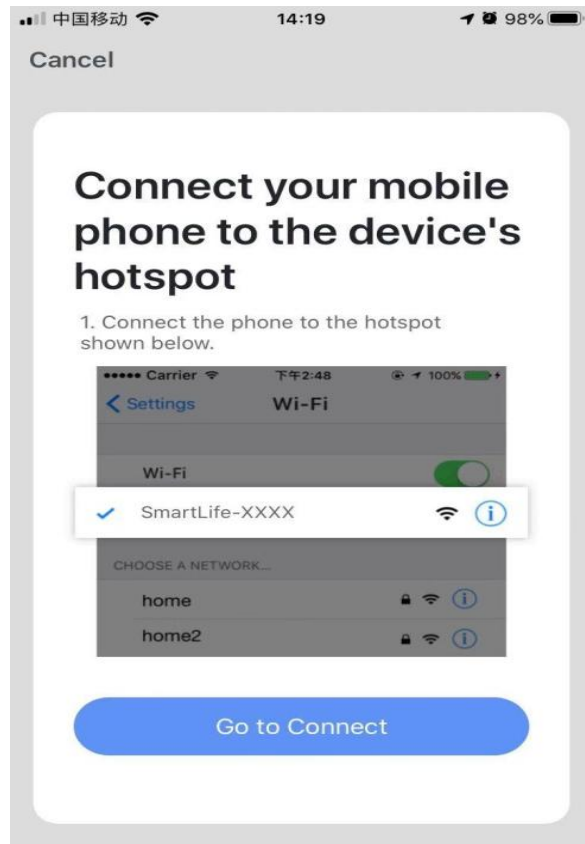 中国移动 14:19 98%
Cancel
Connect your mobile
phone to the device's
hotspot
1. Connect the phone to the hotspot
shown below.
Carrier 下午2:48 100%
Settings Wi-Fi
Wi-Fi
SmartLife-XXXX
CHOOSE A NETWORK...
home
home2
Go to Connect